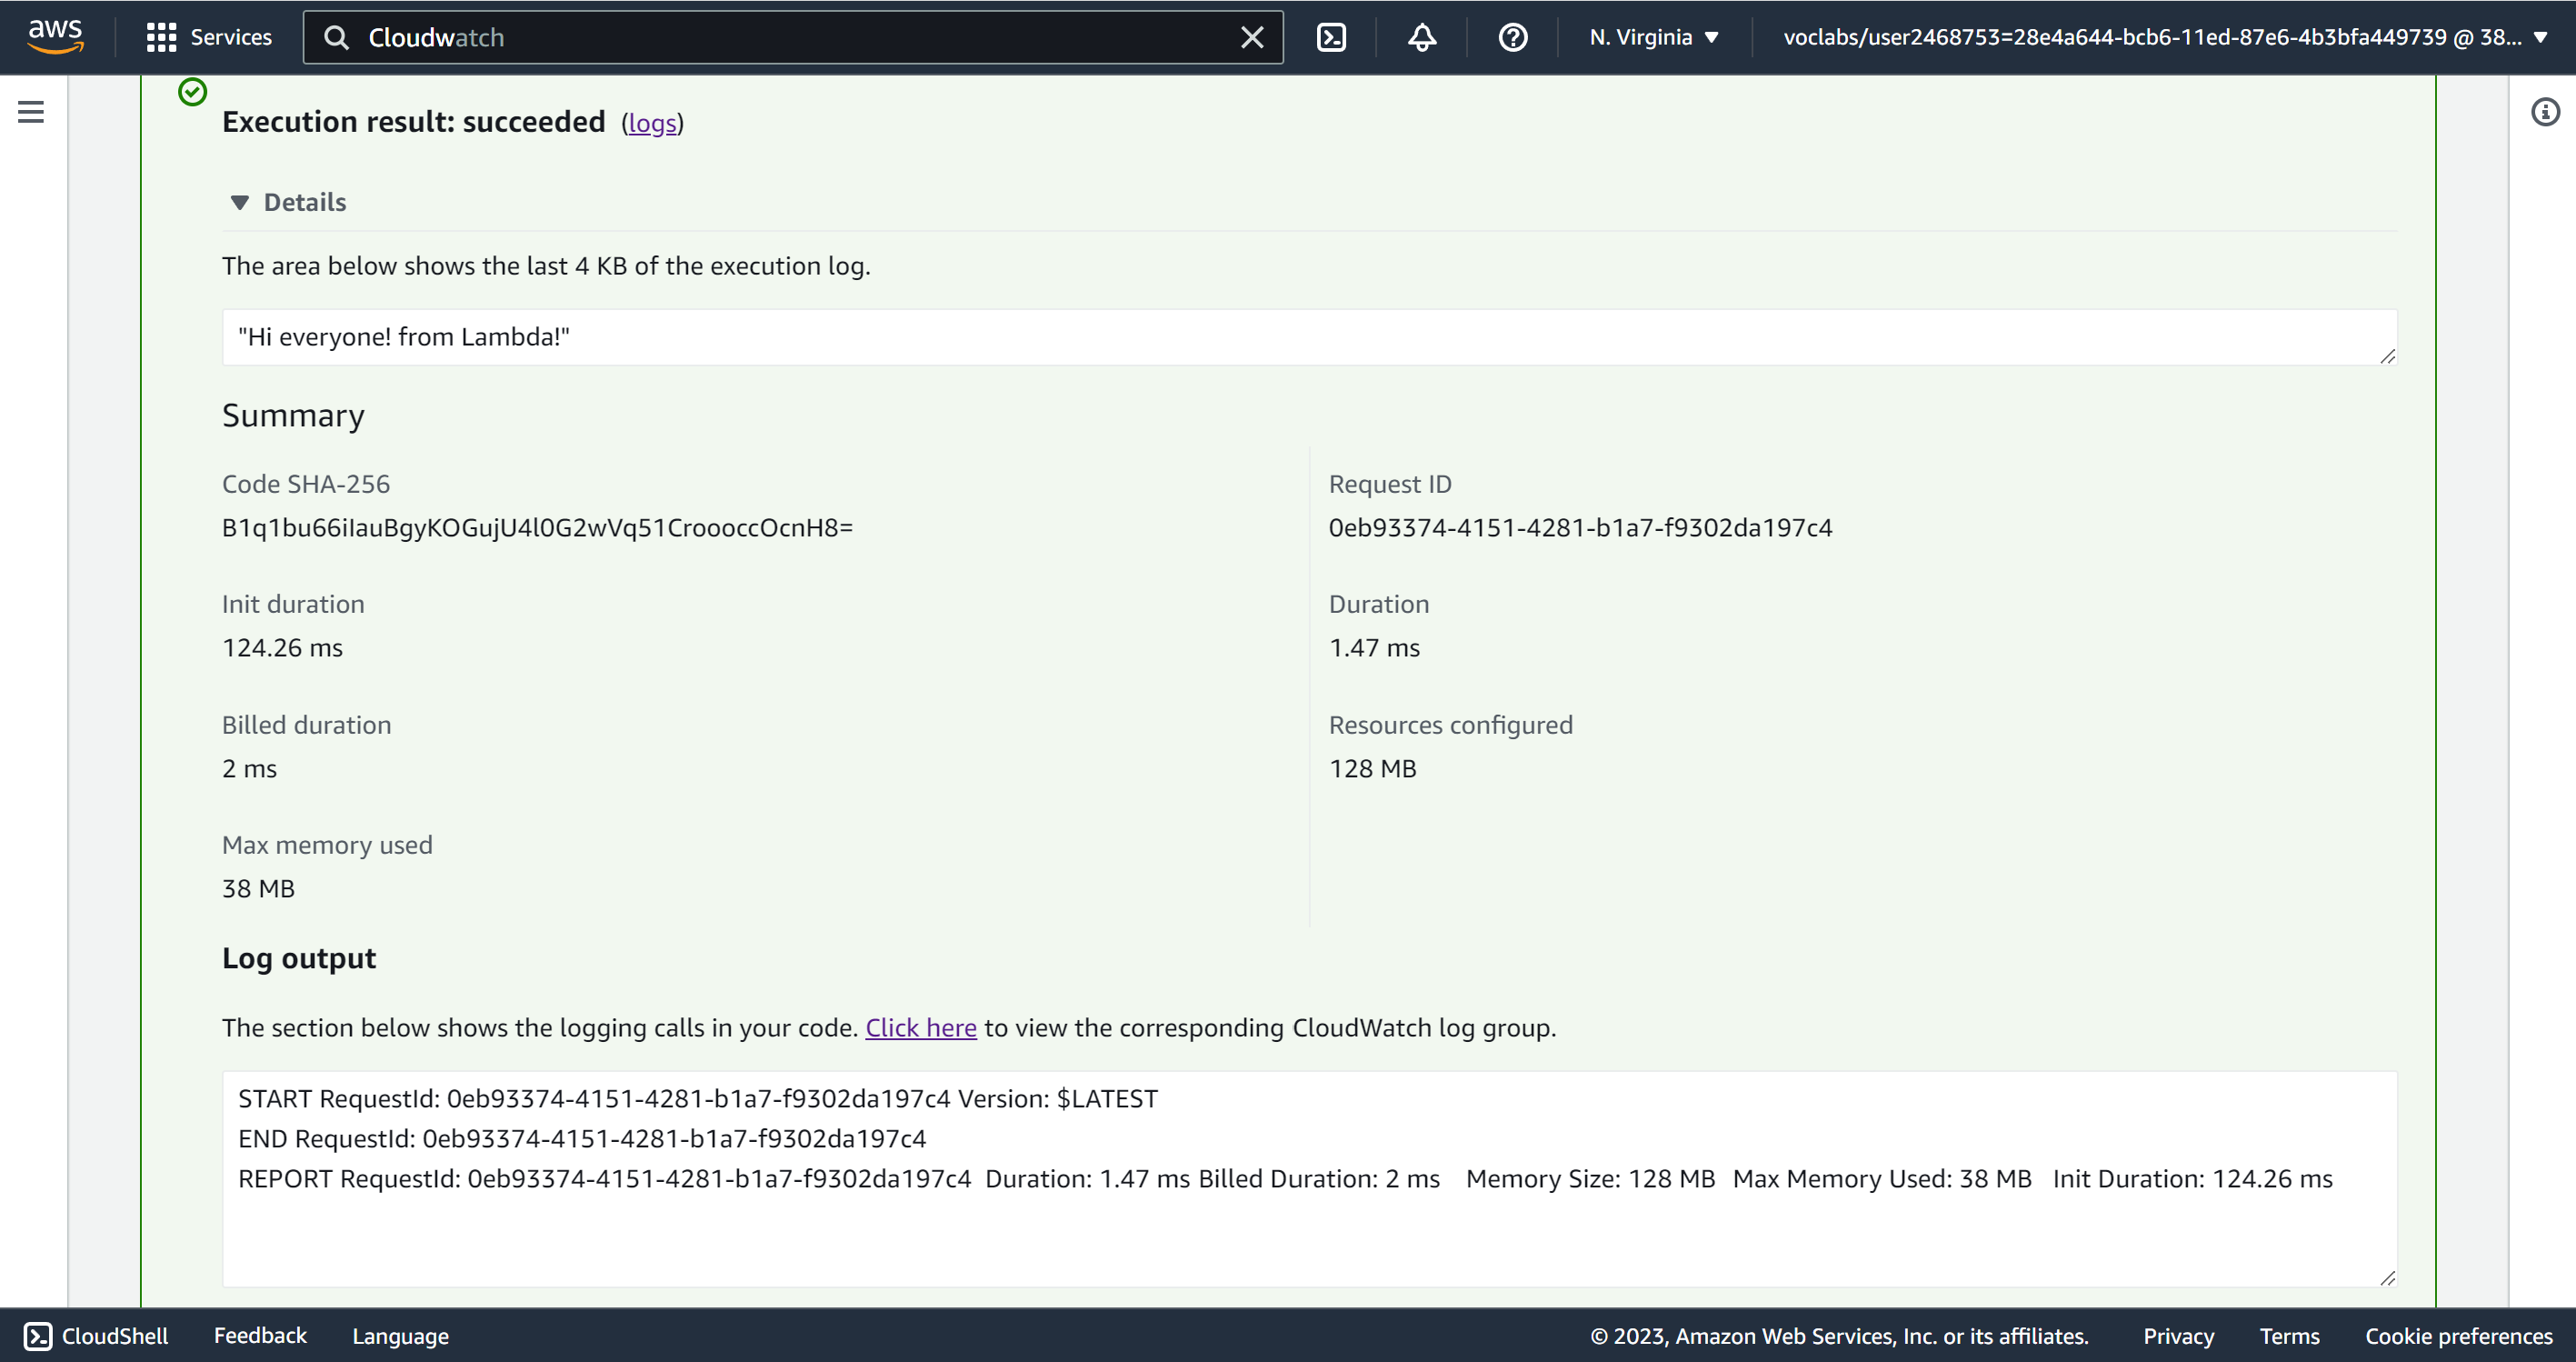 aws Services Cloudwatch N. Virginia voclabs/user2468753=28e4a644-bcb6-11ed-87e6-4b3bfa449739 @ 38...
Execution result: succeeded (logs)
Details
The area below shows the last 4 KB of the execution log.
"Hi everyone! from Lambda!"
Summary
Code SHA-256
B1q1bu66iIauBgyKOGujU4l0G2wVq51CroooccOcnH8=
Request ID
0eb93374-4151-4281-b1a7-f9302da197c4
Init duration
124.26 ms
Duration
1.47 ms
Billed duration
2 ms
Resources configured
128 MB
Max memory used
38 MB
Log output
The section below shows the logging calls in your code. Click here to view the corresponding CloudWatch log group.
START RequestId: 0eb93374-4151-4281-b1a7-f9302da197c4 Version: $LATEST
END RequestId: 0eb93374-4151-4281-b1a7-f9302da197c4
REPORT RequestId: 0eb93374-4151-4281-b1a7-f9302da197c4 Duration: 1.47 ms Billed Duration: 2 ms Memory Size: 128 MB Max Memory Used: 38 MB Init Duration: 124.26 ms
CloudShell Feedback Language © 2023, Amazon Web Services, Inc. or its affiliates. Privacy Terms Cookie preferences